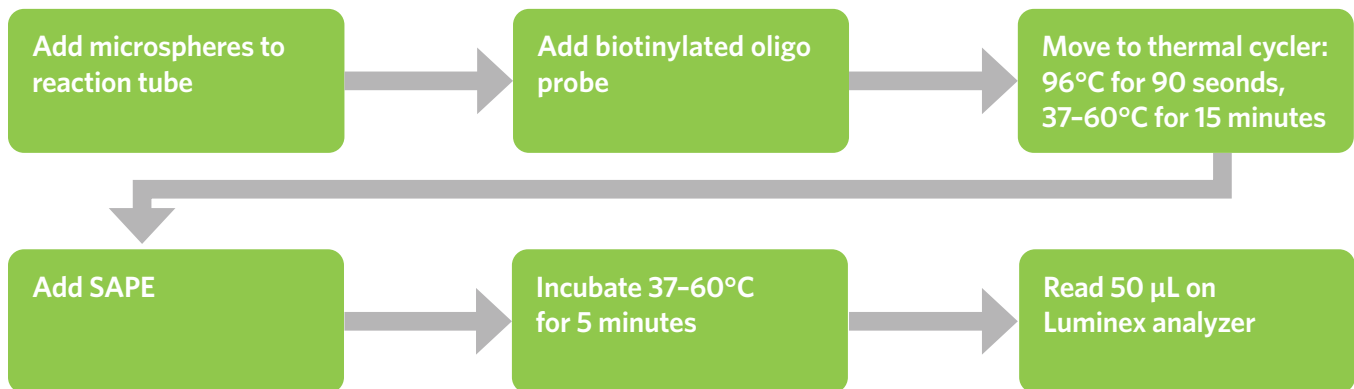 Add microspheres to
reaction tube
Add biotinylated oligo
probe
Move to thermal cycler:
96°C for 90 seonds,
37–60°C for 15 minutes
Add SAPE
Incubate 37–60°C
for 5 minutes
Read 50 µL on
Luminex analyzer